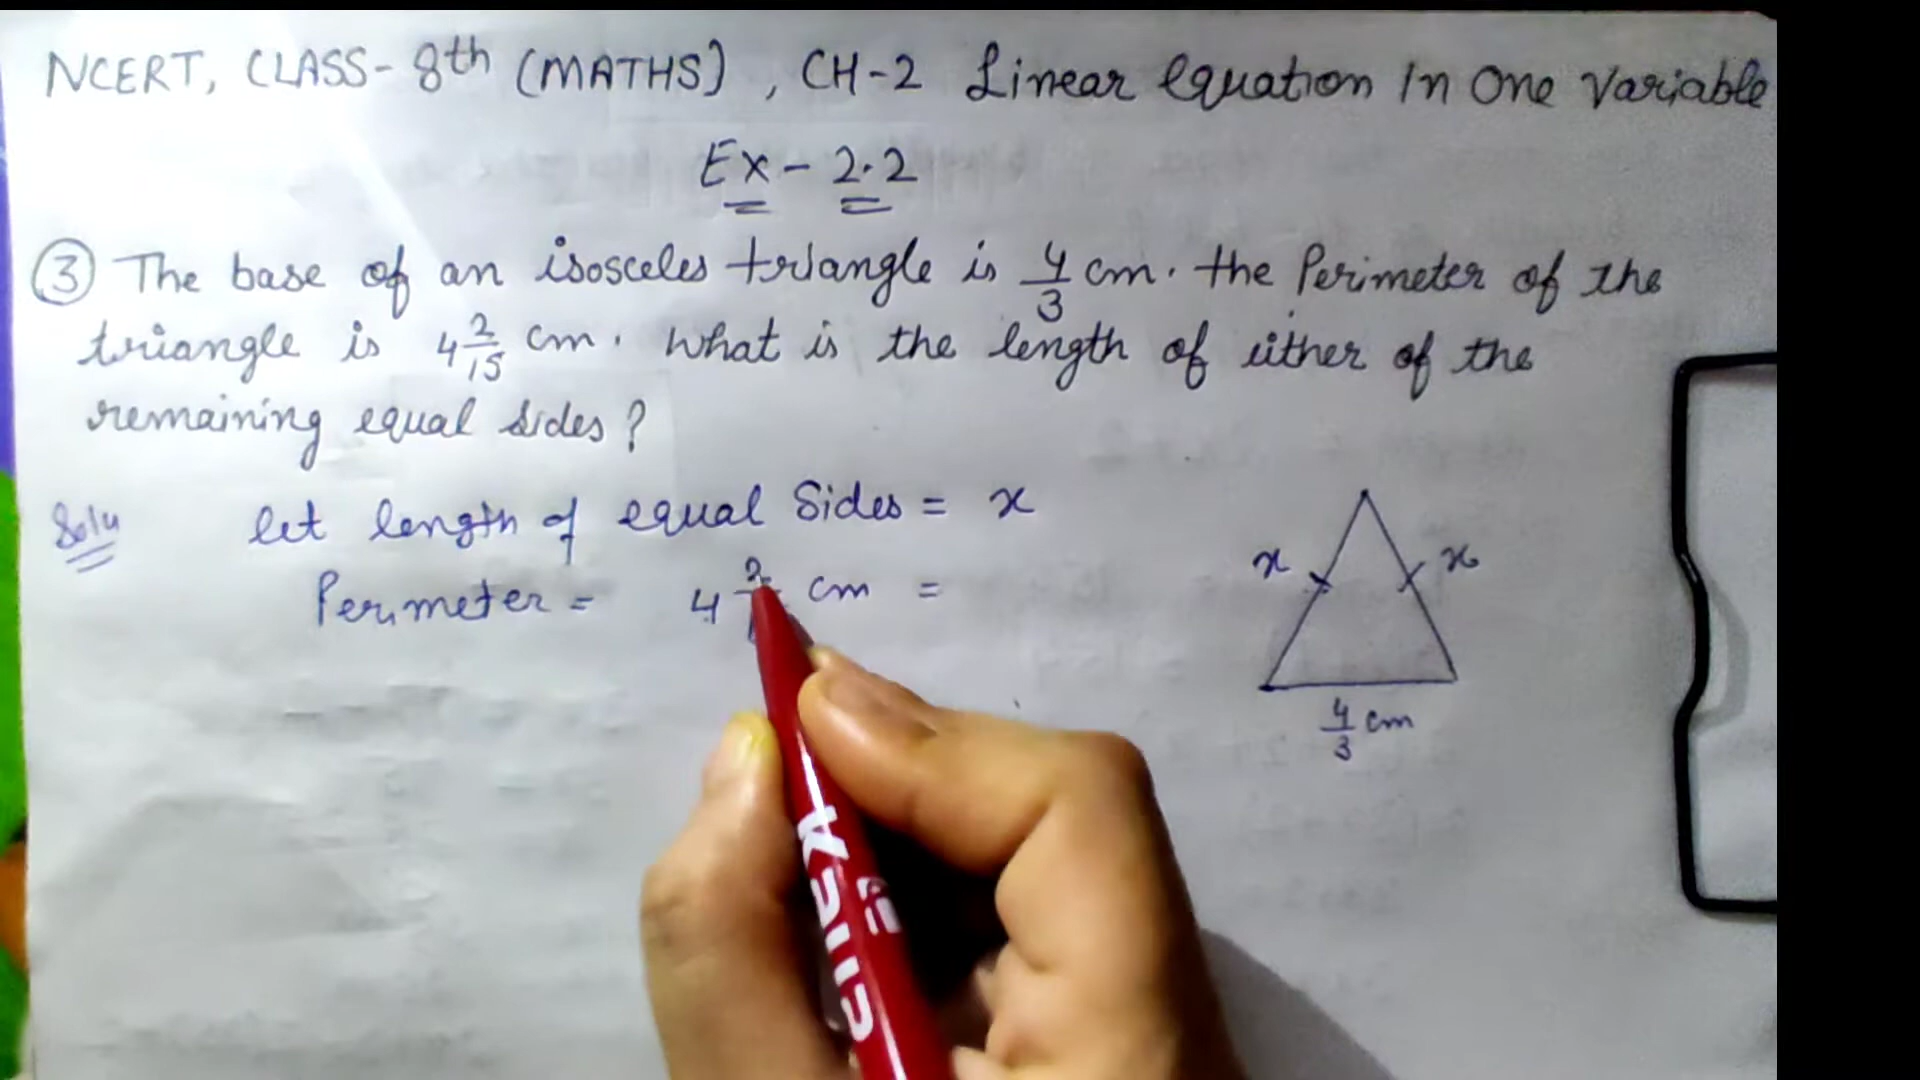 NCERT, CLASS-8th (MATHS), CH-2 Linear Equation In One Variable
Ex-2.2
③ The base of an isosceles triangle is 4/3 cm. the Perimeter of the
triangle is 4 2/15 cm. What is the length of either of the
remaining equal sides?
Solu let length of equal Sides = x
Perimeter = 4 2/ cm =
x x
4/3 cm